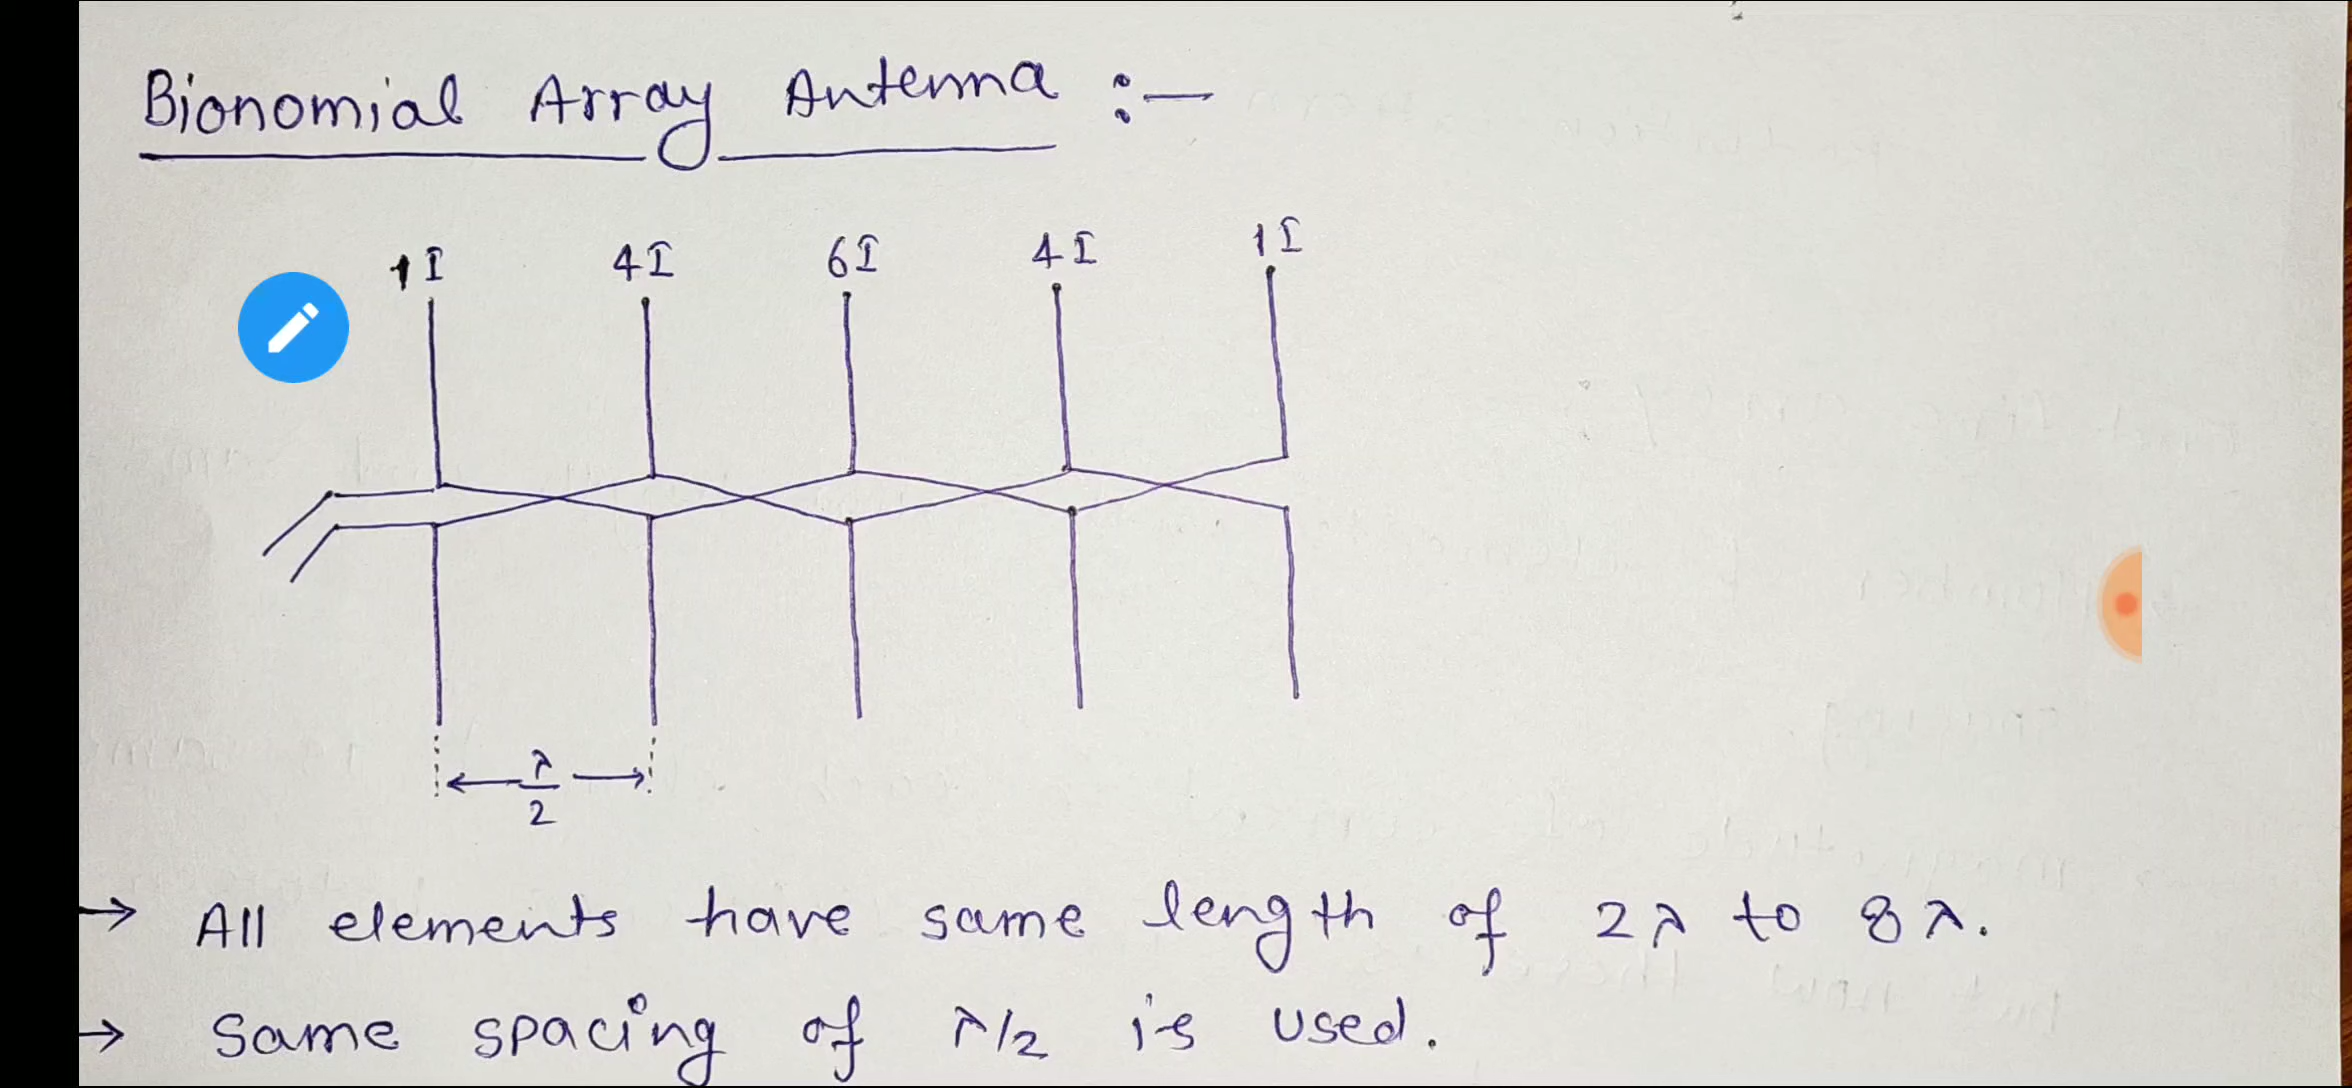 Bionomial Array Antenna :-
1I 4I 6I 4I 1I
λ/2
→ All elements have same length of 2λ to 8λ.
→ Same spacing of λ/2 is used.